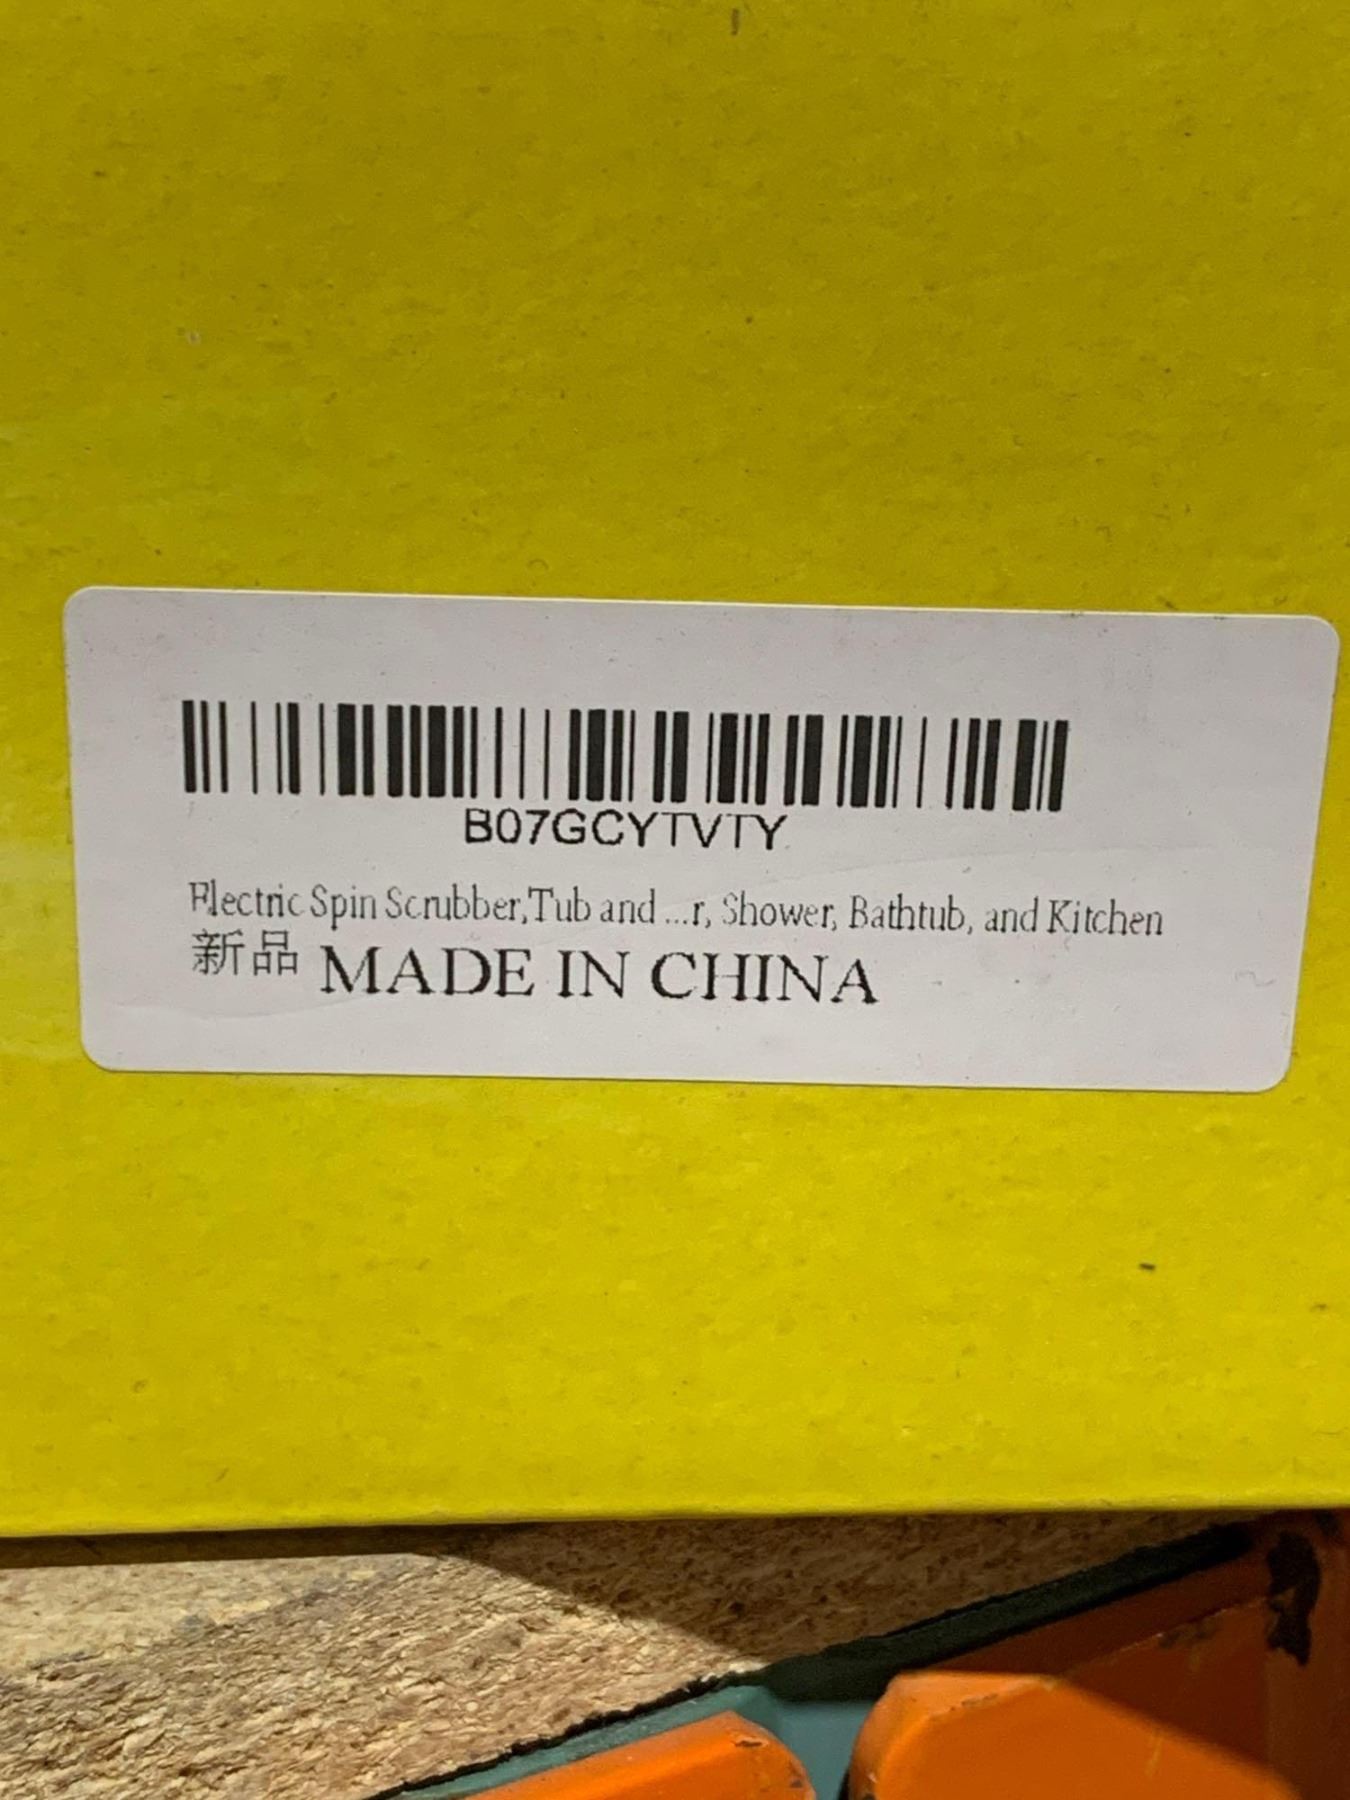 B07GCYTVTY
Electric Spin Scrubber,Tub and ...r, Shower, Bathtub, and Kitchen
新品 MADE IN CHINA